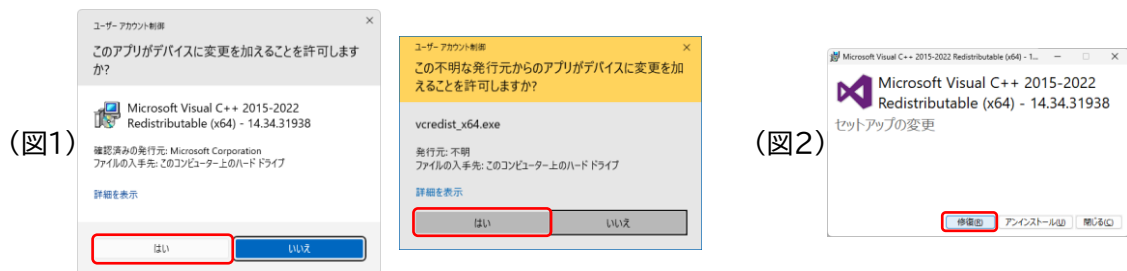 (図1)
ユーザー アカウント制御
×
このアプリがデバイスに変更を加えることを許可します
か?
Microsoft Visual C++ 2015-2022
Redistributable (x64) - 14.34.31938
確認済みの発行元: Microsoft Corporation
ファイルの入手先: このコンピューター上のハード ドライブ
詳細を表示
はい
いいえ
ユーザー アカウント制御
×
この不明な発行元からのアプリがデバイスに変更を加
えることを許可しますか?
vcredist_x64.exe
発行元: 不明
ファイルの入手先: このコンピューター上のハード ドライブ
詳細を表示
はい
いいえ
(図2)
Microsoft Visual C++ 2015-2022 Redistributable (x64) - 1...
Microsoft Visual C++ 2015-2022
Redistributable (x64) - 14.34.31938
セットアップの変更
修復(R)
アンインストール(U)
閉じる(C)